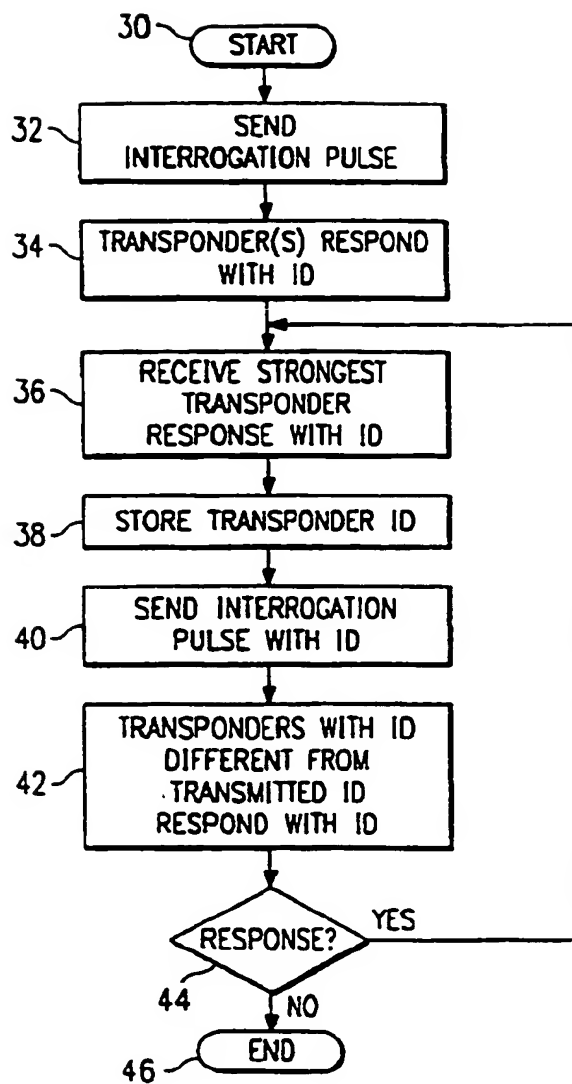 30
START
32
SEND
INTERROGATION PULSE
34
TRANSPONDER(S) RESPOND
WITH ID
36
RECEIVE STRONGEST
TRANSPONDER
RESPONSE WITH ID
38
STORE TRANSPONDER ID
40
SEND INTERROGATION
PULSE WITH ID
42
TRANSPONDERS WITH ID
DIFFERENT FROM
TRANSMITTED ID
RESPOND WITH ID
RESPONSE?
YES
44
NO
END
46